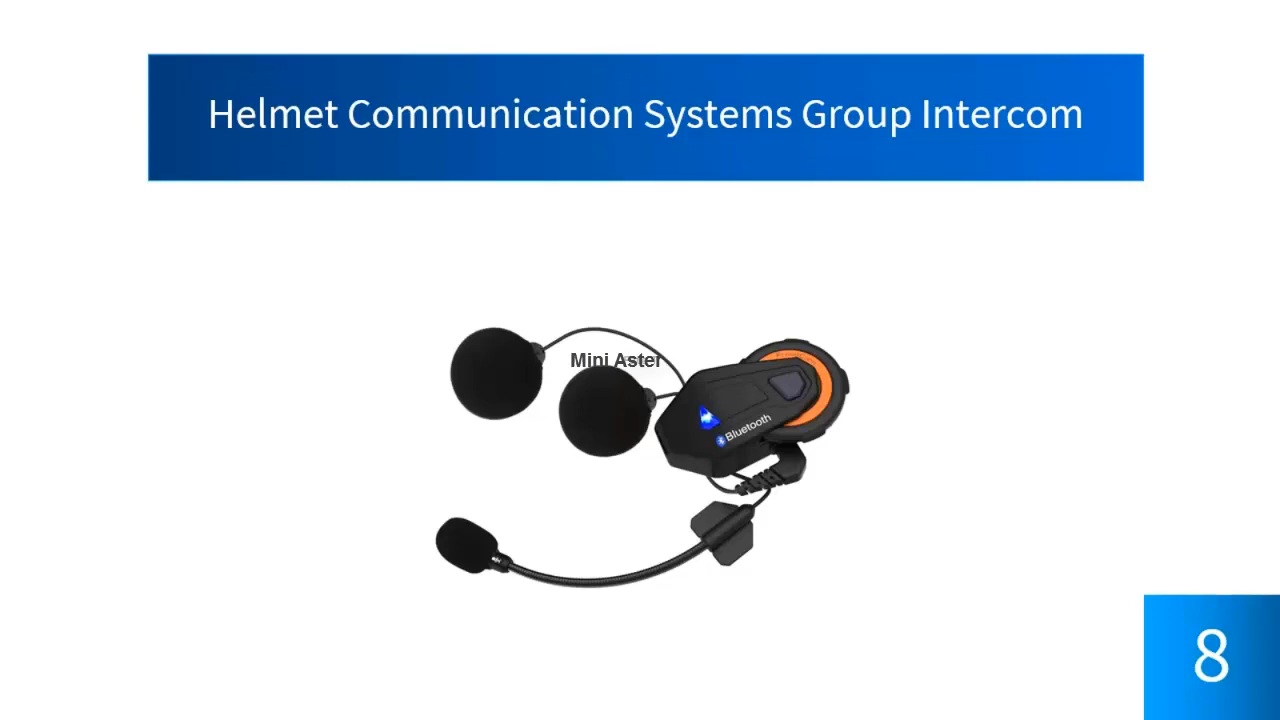 Helmet Communication Systems Group Intercom
Mini Aster
Bluetooth
8